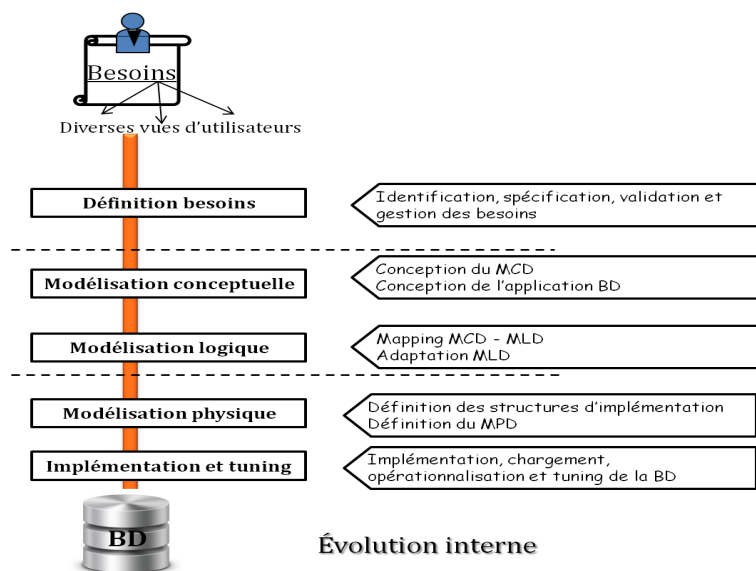 Besoins
Diverses vues d'utilisateurs
Définition besoins
Identification, spécification, validation et
gestion des besoins
Modélisation conceptuelle
Conception du MCD
Conception de l'application BD
Modélisation logique
Mapping MCD - MLD
Adaptation MLD
Modélisation physique
Définition des structures d'implémentation
Définition du MPD
Implémentation et tuning
Implémentation, chargement,
opérationnalisation et tuning de la BD
BD
Évolution interne